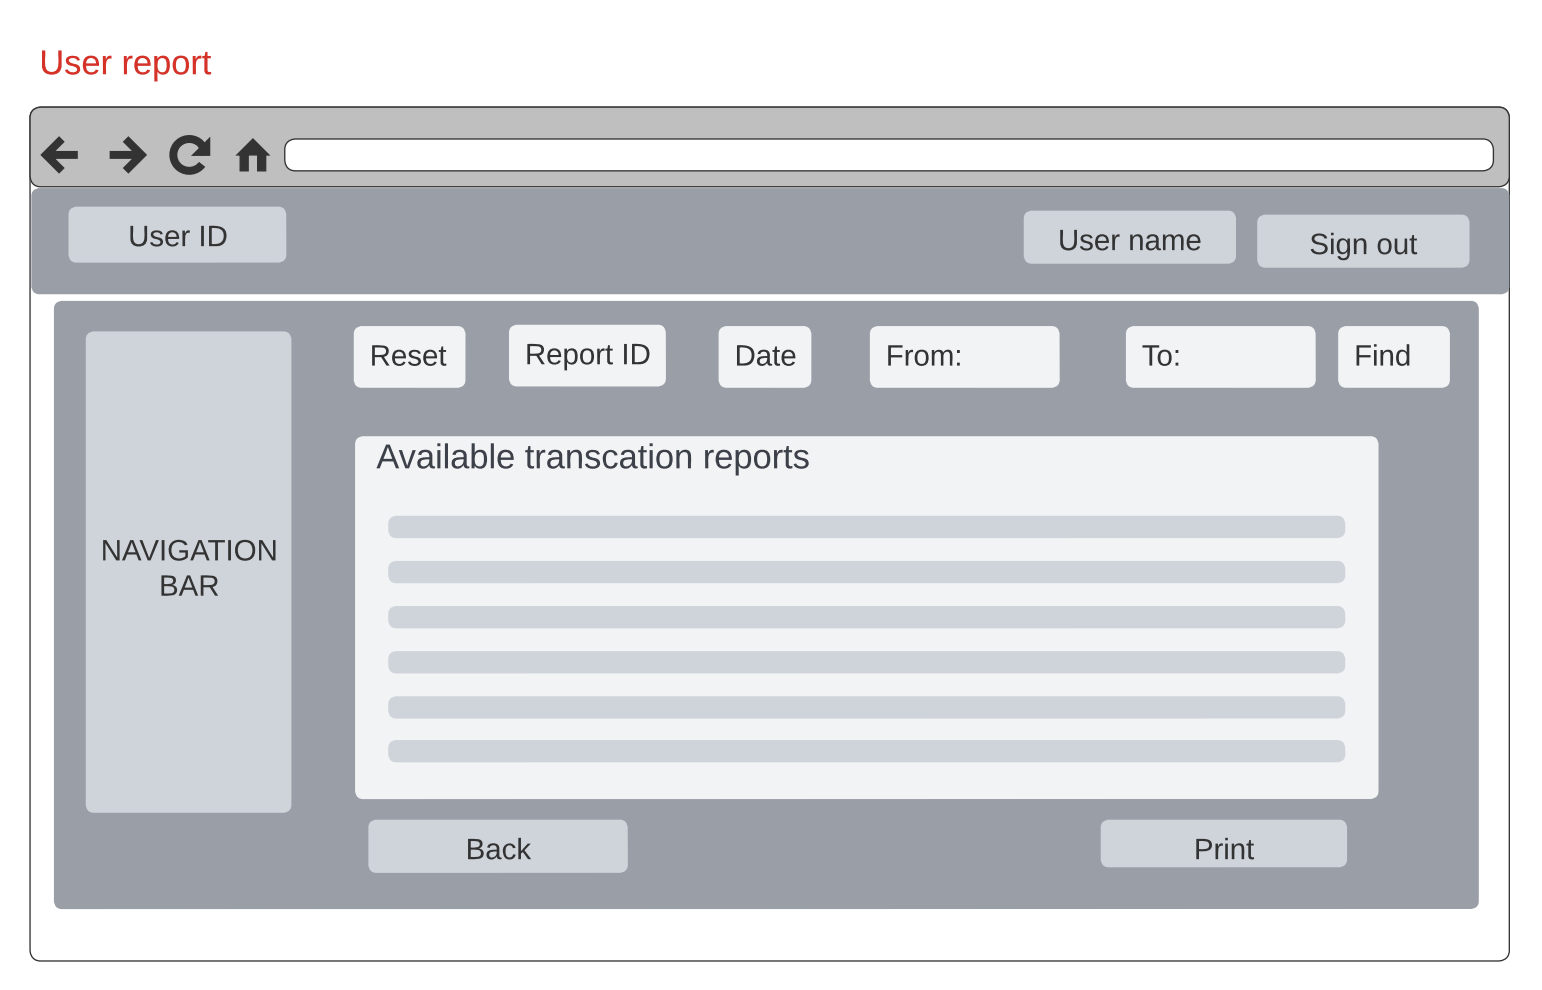 User report
User ID
User name
Sign out
Reset
Report ID
Date
From:
To:
Find
NAVIGATION
BAR
Available transcation reports
Back
Print